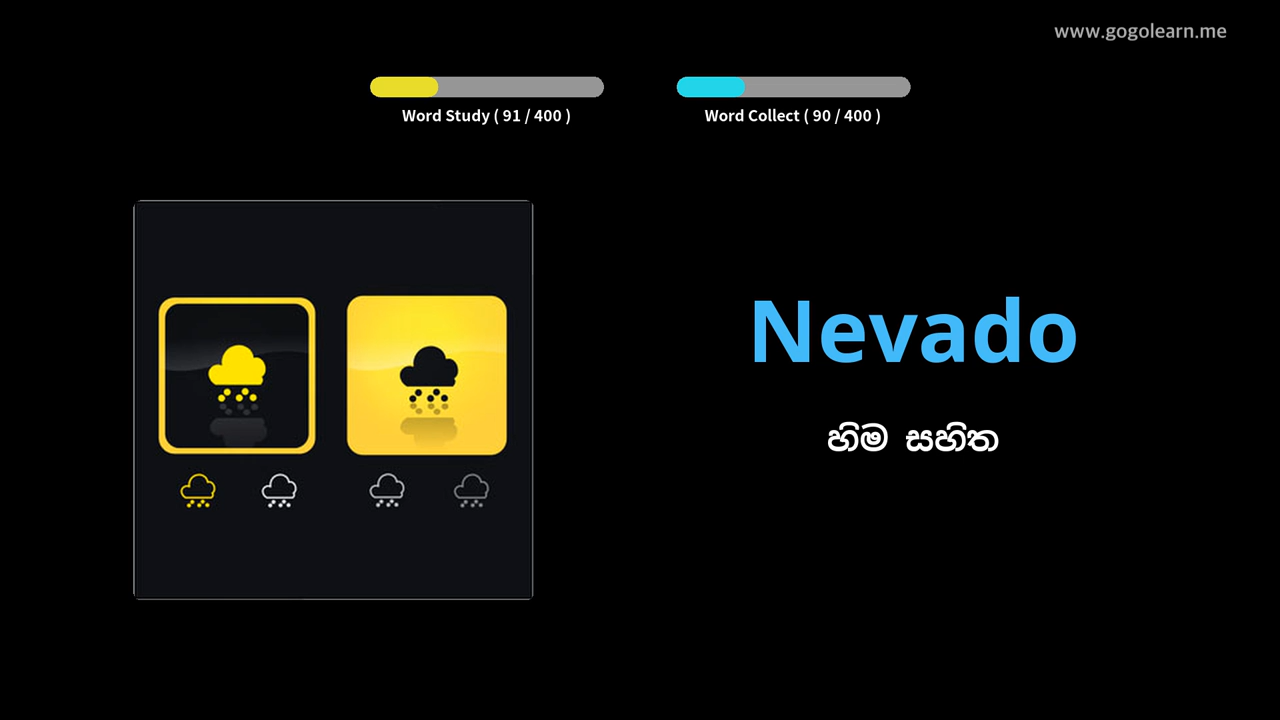 www.gogolearn.me
Word Study ( 91 / 400 )
Word Collect ( 90 / 400 )
Nevado
හිම සහිත